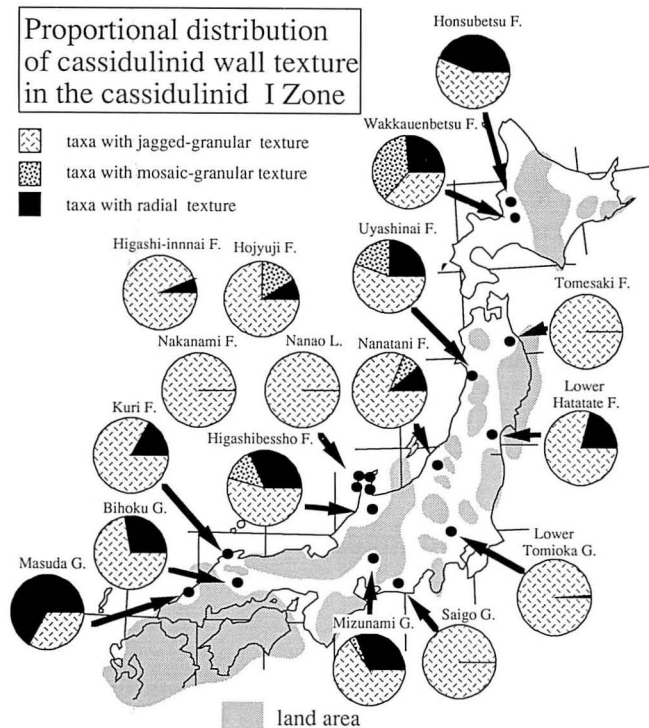 Proportional distribution
of cassidulinid wall texture
in the cassidulinid I Zone
taxa with jagged-granular texture
taxa with mosaic-granular texture
taxa with radial texture
Honsubetsu F.
Wakkauenbetsu F.
Uyashinai F.
Higashi-innnai F.
Hojyuji F.
Tomesaki F.
Nakanami F.
Nanao L.
Nanatani F.
Lower
Hatatate F.
Kuri F.
Higashibessho F.
Bihoku G.
Masuda G.
Lower
Tomioka G.
Mizunami G.
Saigo G.
land area